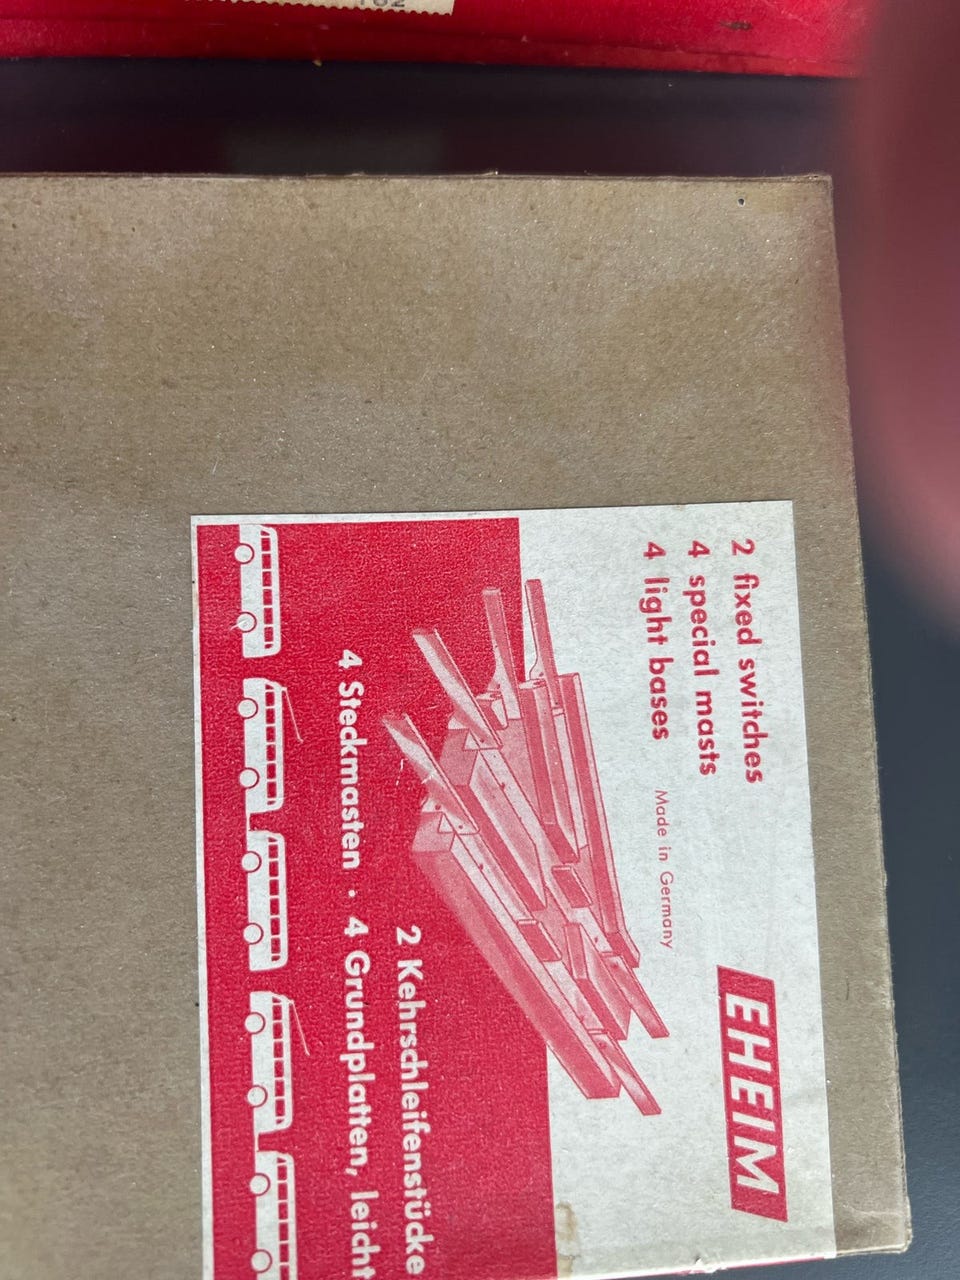 2 fixed switches
4 special masts
4 light bases
Made in Germany
EHEIM
2 Kehrschleifenstücke
4 Steckmasten · 4 Grundplatten, leicht